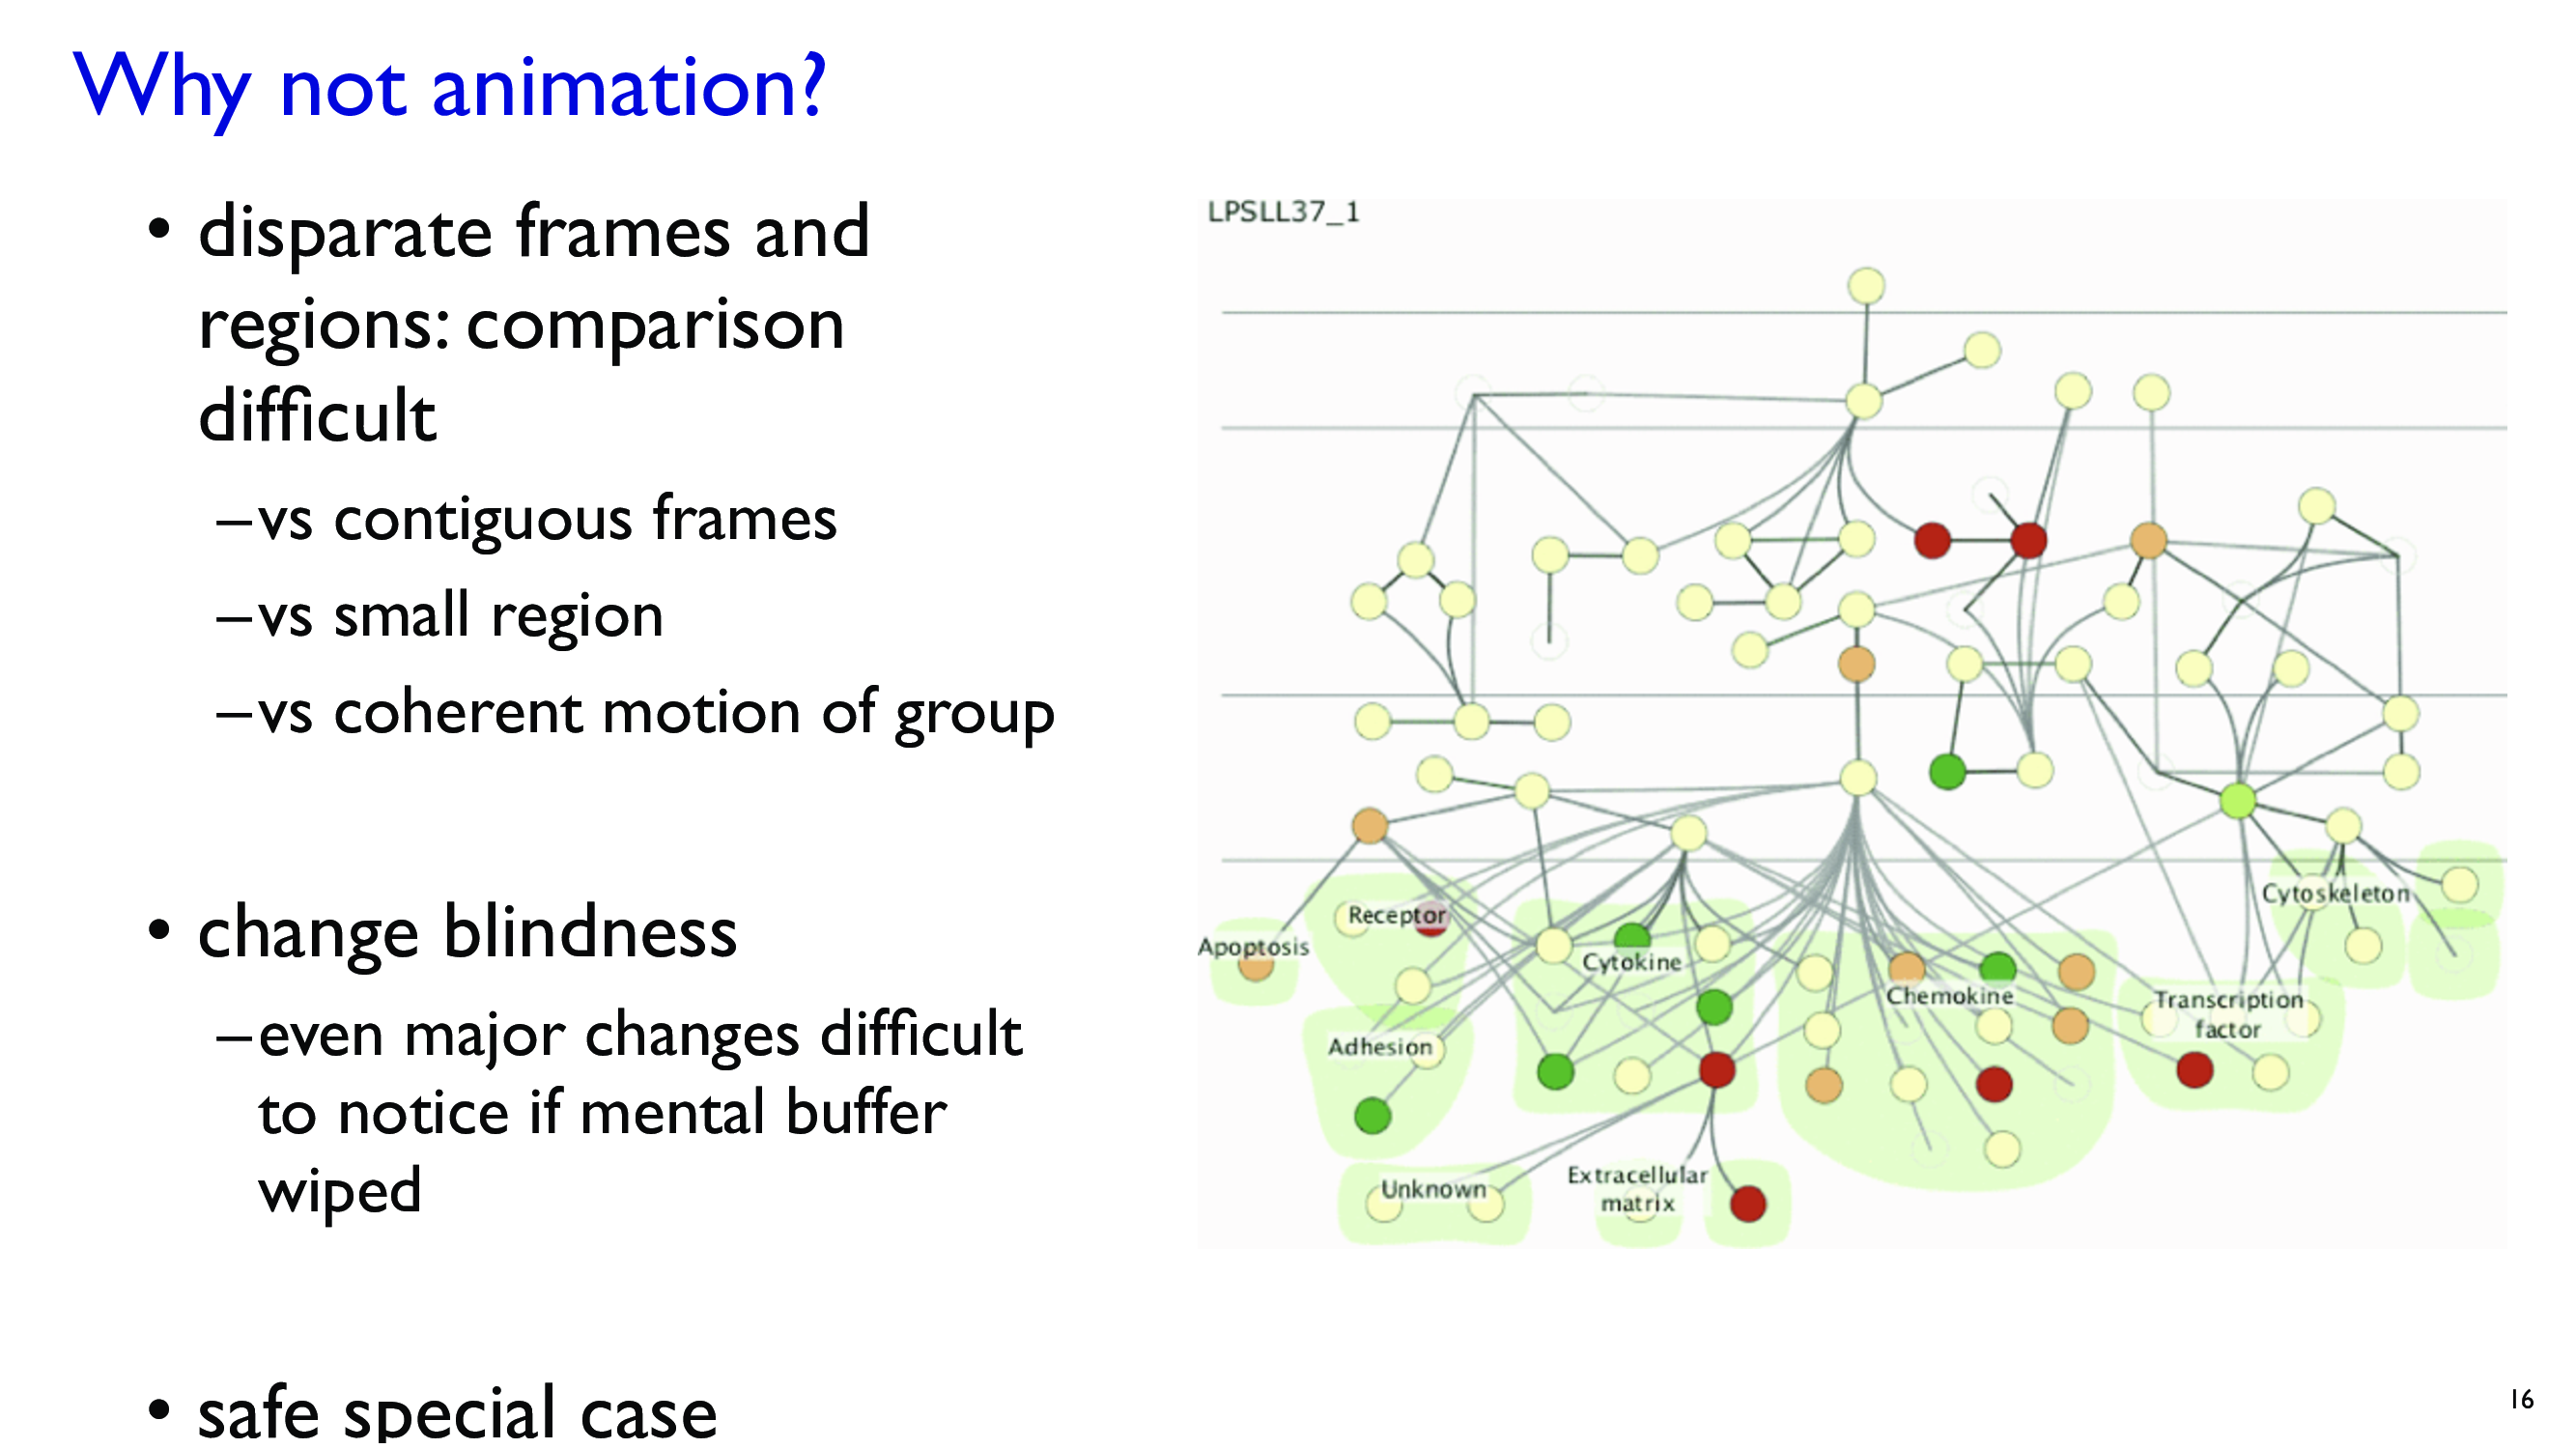 Why not animation?
• disparate frames and
regions: comparison
difficult
–vs contiguous frames
–vs small region
–vs coherent motion of group
• change blindness
–even major changes difficult
to notice if mental buffer
wiped
• safe special case
LPSLL37_1
Receptor
Apoptosis
Cytokine
Adhesion
Chemokine
Cytoskeleton
Transcription
factor
Unknown
Extracellular
matrix
16